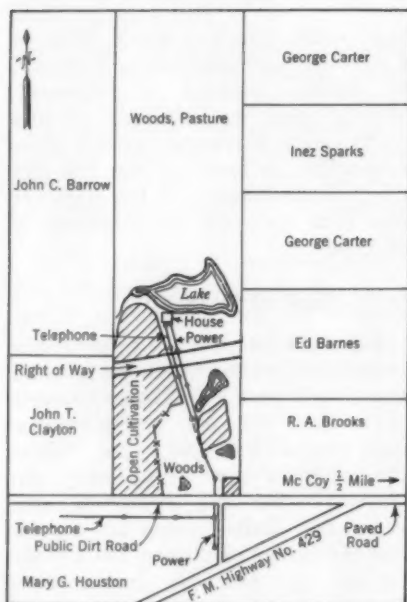 N
George Carter
Woods, Pasture
Inez Sparks
John C. Barrow
George Carter
Lake
House
Telephone
Power
Ed Barnes
Right of Way
Open Cultivation
John T.
Clayton
R. A. Brooks
Woods
Mc Coy 1/2 Mile
Telephone
Public Dirt Road
Power
Paved
Road
Mary G. Houston
F. M. Highway No. 429